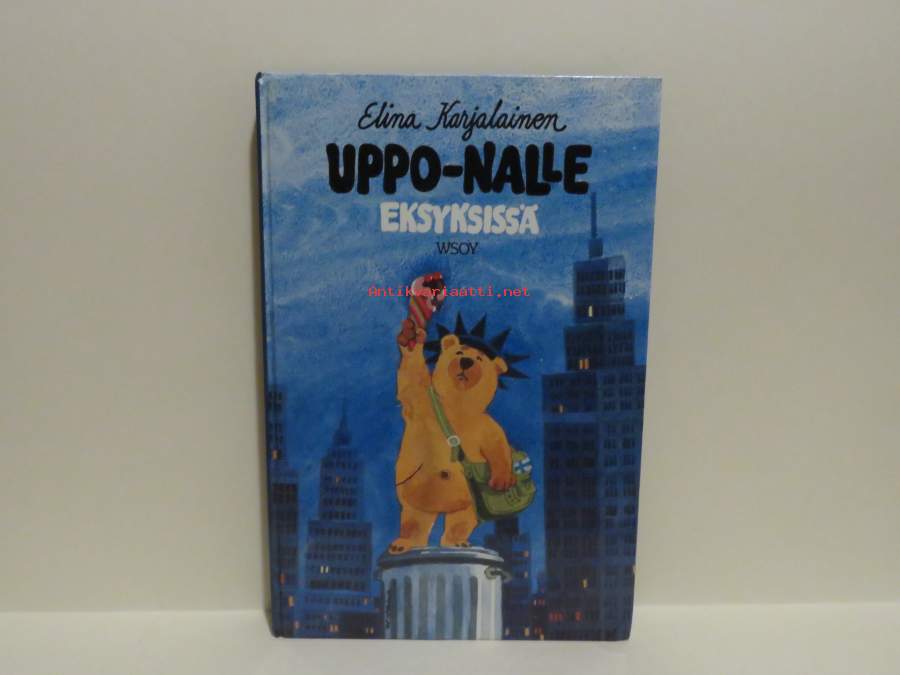 Elina Karjalainen
UPPO-NALLE
EKSYKSISSÄ
WSOY
Antikvariaatti.net